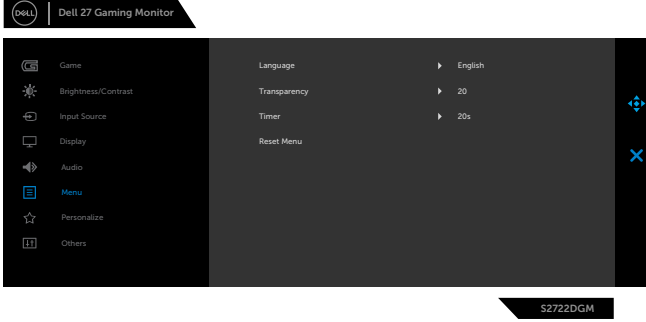 DELL
Dell 27 Gaming Monitor
Game
Language English
Brightness/Contrast
Transparency 20
Input Source
Timer 20s
Display
Reset Menu
Audio
Menu
Personalize
Others
S2722DGM